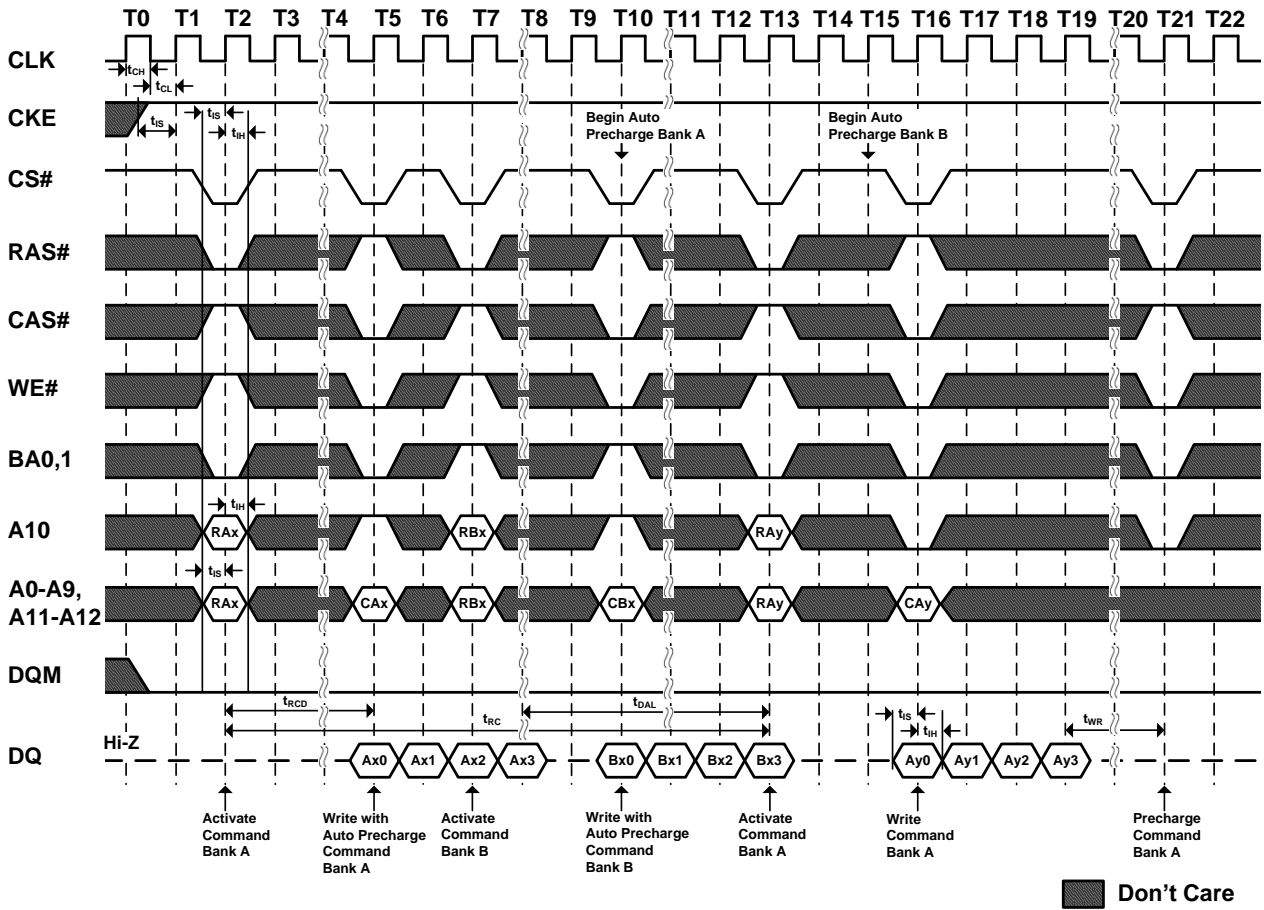 T0 T1 T2 T3 T4 T5 T6 T7 T8 T9 T10 T11 T12 T13 T14 T15 T16 T17 T18 T19 T20 T21 T22
CLK
tCH
tCL
CKE
tIS
tIS
tIH
Begin Auto
Precharge Bank A
Begin Auto
Precharge Bank B
CS#
RAS#
CAS#
WE#
BA0,1
tIH
A10
RAx RBx RAy
tIS
A0-A9,
A11-A12
RAx CAx RBx CBx RAy CAy
DQM
tRCD
tDAL
tRC
tIS
tIH
tWR
Hi-Z
DQ
Ax0 Ax1 Ax2 Ax3 Bx0 Bx1 Bx2 Bx3 Ay0 Ay1 Ay2 Ay3
Activate
Command
Bank A
Write with
Auto Precharge
Command
Bank A
Activate
Command
Bank B
Write with
Auto Precharge
Command
Bank B
Activate
Command
Bank A
Write
Command
Bank A
Precharge
Command
Bank A
Don't Care